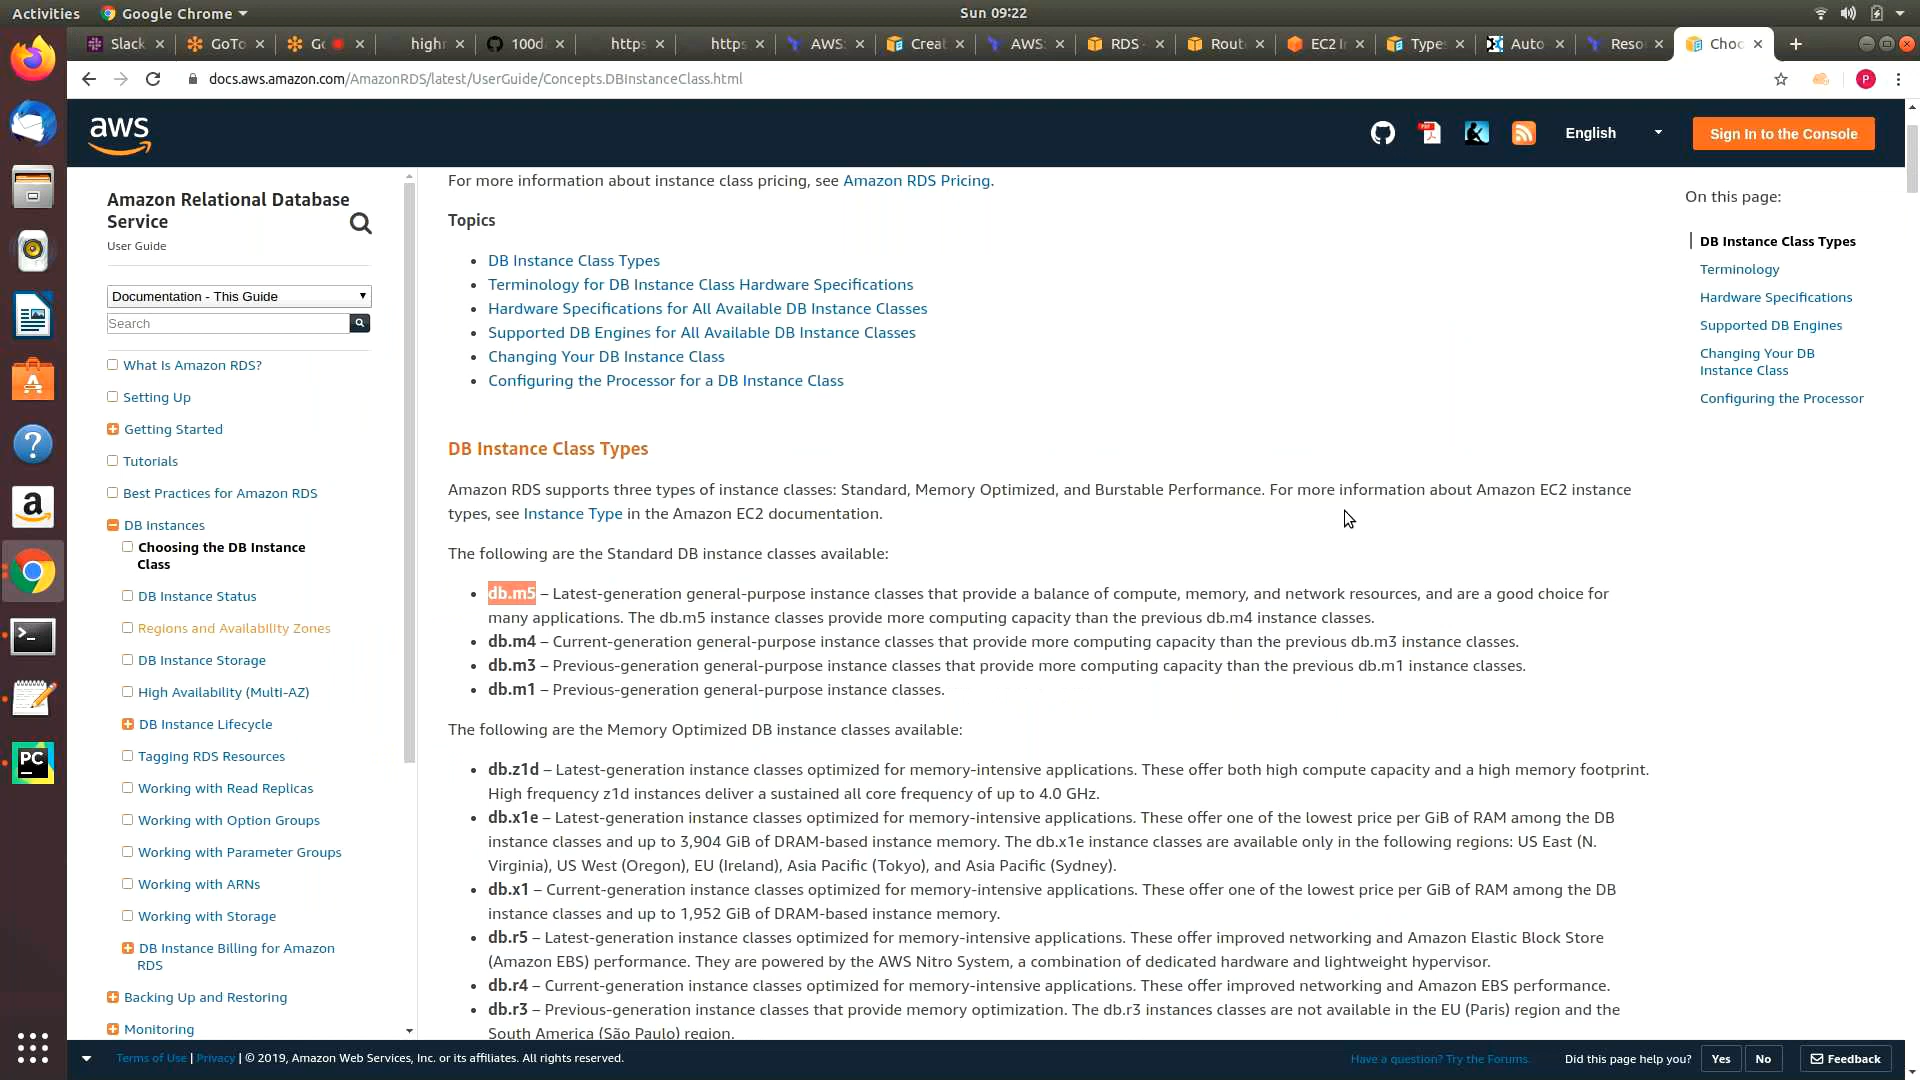 Activities Google Chrome Sun 09:22
Slack GoTo Go highr 100d https https AWS: Creat AWS: RDS Rout EC2 I Type Auto Reso Choo
docs.aws.amazon.com/AmazonRDS/latest/UserGuide/Concepts.DBInstanceClass.html P
aws English Sign In to the Console
Amazon Relational Database
Service
User Guide
Documentation - This Guide
Search
What Is Amazon RDS?
Setting Up
Getting Started
Tutorials
Best Practices for Amazon RDS
DB Instances
Choosing the DB Instance
Class
DB Instance Status
Regions and Availability Zones
DB Instance Storage
High Availability (Multi-AZ)
DB Instance Lifecycle
Tagging RDS Resources
Working with Read Replicas
Working with Option Groups
Working with Parameter Groups
Working with ARNs
Working with Storage
DB Instance Billing for Amazon
RDS
Backing Up and Restoring
Monitoring
For more information about instance class pricing, see Amazon RDS Pricing.
Topics
• DB Instance Class Types
• Terminology for DB Instance Class Hardware Specifications
• Hardware Specifications for All Available DB Instance Classes
• Supported DB Engines for All Available DB Instance Classes
• Changing Your DB Instance Class
• Configuring the Processor for a DB Instance Class
DB Instance Class Types
Amazon RDS supports three types of instance classes: Standard, Memory Optimized, and Burstable Performance. For more information about Amazon EC2 instance
types, see Instance Type in the Amazon EC2 documentation.
The following are the Standard DB instance classes available:
• db.m5 – Latest-generation general-purpose instance classes that provide a balance of compute, memory, and network resources, and are a good choice for
many applications. The db.m5 instance classes provide more computing capacity than the previous db.m4 instance classes.
• db.m4 – Current-generation general-purpose instance classes that provide more computing capacity than the previous db.m3 instance classes.
• db.m3 – Previous-generation general-purpose instance classes that provide more computing capacity than the previous db.m1 instance classes.
• db.m1 – Previous-generation general-purpose instance classes.
The following are the Memory Optimized DB instance classes available:
• db.z1d – Latest-generation instance classes optimized for memory-intensive applications. These offer both high compute capacity and a high memory footprint.
High frequency z1d instances deliver a sustained all core frequency of up to 4.0 GHz.
• db.x1e – Latest-generation instance classes optimized for memory-intensive applications. These offer one of the lowest price per GiB of RAM among the DB
instance classes and up to 3,904 GiB of DRAM-based instance memory. The db.x1e instance classes are available only in the following regions: US East (N.
Virginia), US West (Oregon), EU (Ireland), Asia Pacific (Tokyo), and Asia Pacific (Sydney).
• db.x1 – Current-generation instance classes optimized for memory-intensive applications. These offer one of the lowest price per GiB of RAM among the DB
instance classes and up to 1,952 GiB of DRAM-based instance memory.
• db.r5 – Latest-generation instance classes optimized for memory-intensive applications. These offer improved networking and Amazon Elastic Block Store
(Amazon EBS) performance. They are powered by the AWS Nitro System, a combination of dedicated hardware and lightweight hypervisor.
• db.r4 – Current-generation instance classes optimized for memory-intensive applications. These offer improved networking and Amazon EBS performance.
• db.r3 – Previous-generation instance classes that provide memory optimization. The db.r3 instances classes are not available in the EU (Paris) region and the
South America (São Paulo) region.
On this page:
DB Instance Class Types
Terminology
Hardware Specifications
Supported DB Engines
Changing Your DB
Instance Class
Configuring the Processor
Terms of Use | Privacy | © 2019, Amazon Web Services, Inc. or its affiliates. All rights reserved. Have a question? Try the Forums. Did this page help you? Yes No Feedback